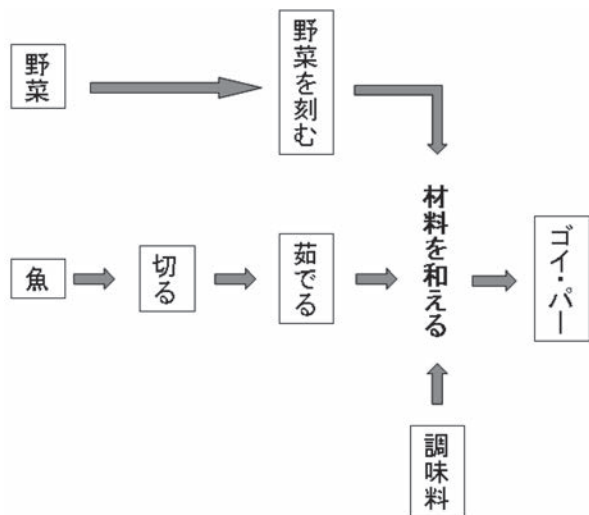 野菜
野菜を刻む
魚
切る
茹でる
材料を和える
ゴイ・パー
調味料